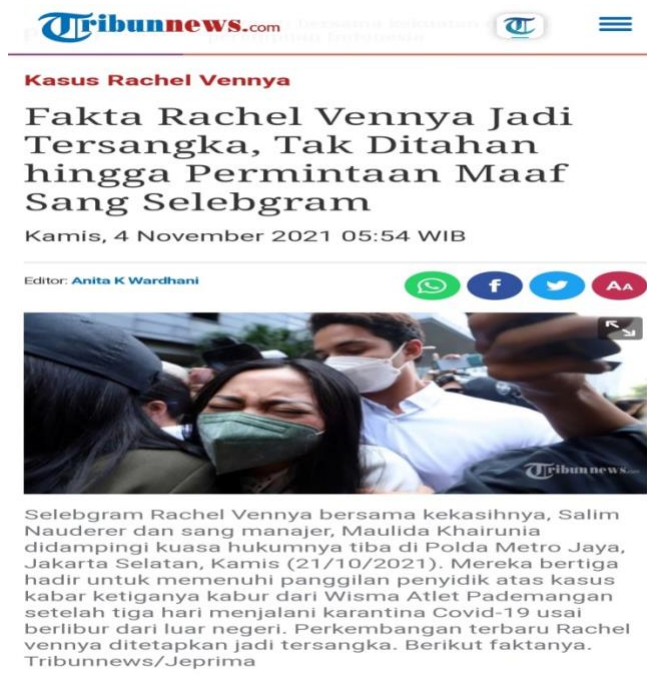 Tribunnews.com
Kasus Rachel Vennya
Fakta Rachel Vennya Jadi
Tersangka, Tak Ditahan
hingga Permintaan Maaf
Sang Selebgram
Kamis, 4 November 2021 05:54 WIB
Editor: Anita K Wardhani
AA
Tribunnews.com
Selebgram Rachel Vennya bersama kekasihnya, Salim
Nauderer dan sang manajer, Maulida Khairunia
didampingi kuasa hukumnya tiba di Polda Metro Jaya,
Jakarta Selatan, Kamis (21/10/2021). Mereka bertiga
hadir untuk memenuhi panggilan penyidik atas kasus
kabar ketiganya kabur dari Wisma Atlet Pademangan
setelah tiga hari menjalani karantina Covid-19 usai
berlibur dari luar negeri. Perkembangan terbaru Rachel
vennya ditetapkan jadi tersangka. Berikut faktanya.
Tribunnews/Jeprima